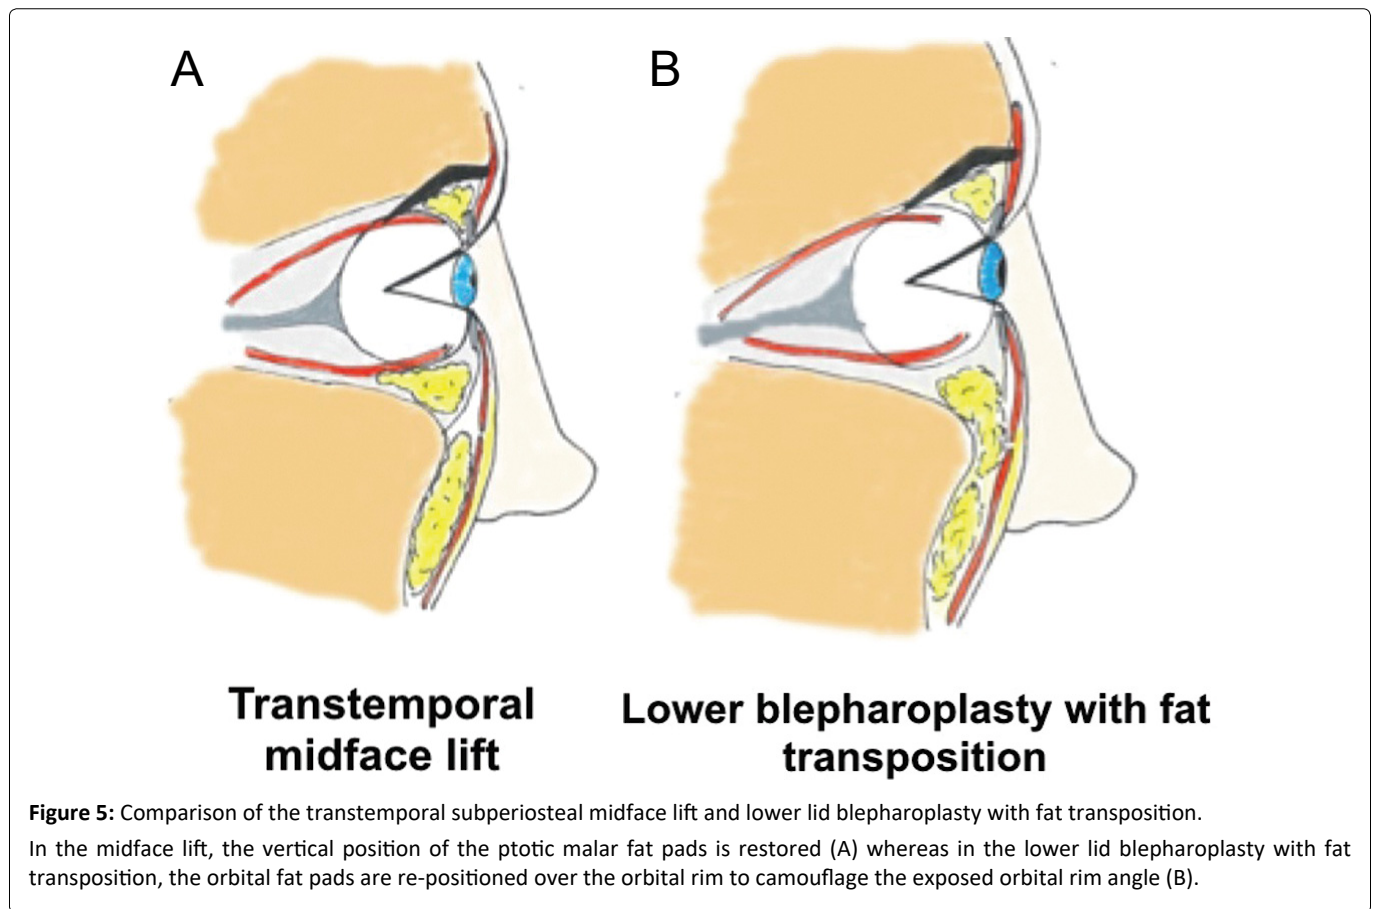 A
B
Transtemporal
midface lift
Lower blepharoplasty with fat
transposition
Figure 5: Comparison of the transtemporal subperiosteal midface lift and lower lid blepharoplasty with fat transposition.
In the midface lift, the vertical position of the ptotic malar fat pads is restored (A) whereas in the lower lid blepharoplasty with fat
transposition, the orbital fat pads are re-positioned over the orbital rim to camouflage the exposed orbital rim angle (B).